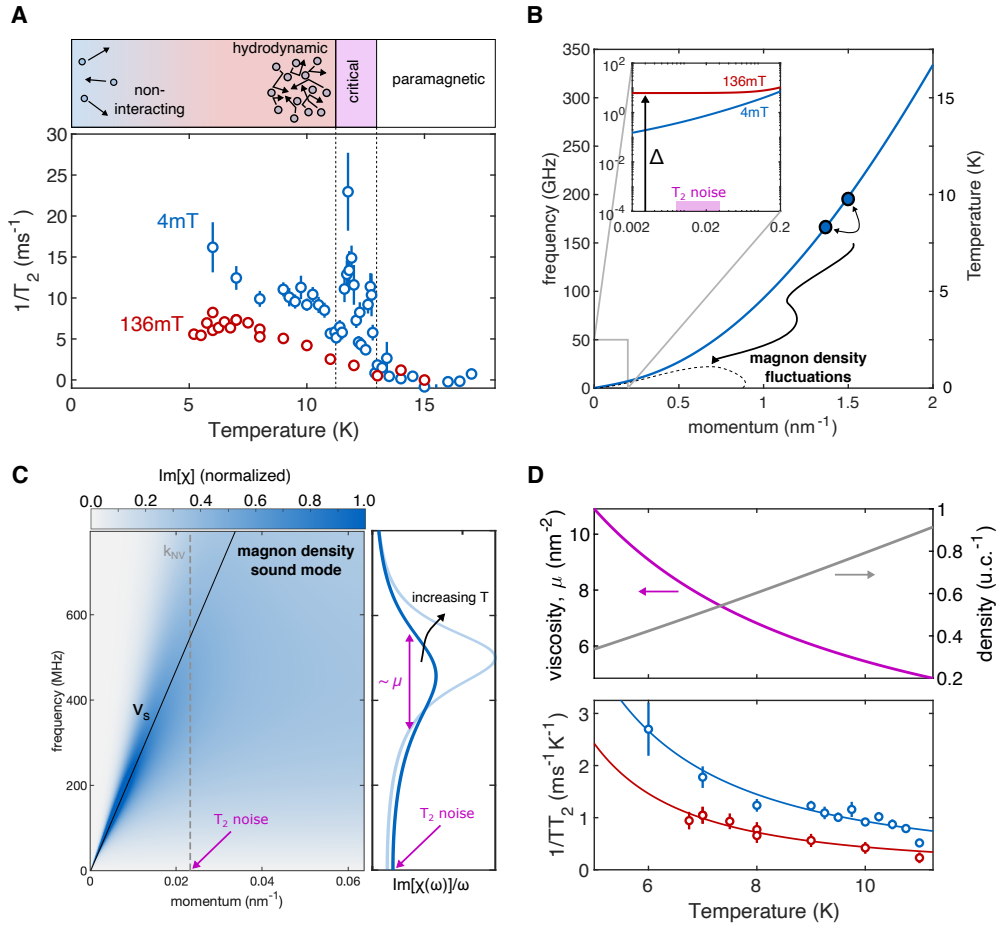 A
non-
interacting
hydrodynamic
critical
paramagnetic
30
25
20
15
10
5
0
1/T2 (ms-1)
4mT
136mT
0
5
10
15
Temperature (K)
B
350
300
250
200
150
100
50
0
frequency (GHz)
136mT
4mT
Δ
T2 noise
10^2
10^0
10^-2
10^-4
0.002
0.02
0.2
15
10
5
0
Temperature (K)
magnon density
fluctuations
0
0.5
1
1.5
2
momentum (nm-1)
C
Im[χ] (normalized)
0.0
0.2
0.4
0.6
0.8
1.0
kNV
magnon density
sound mode
Vs
600
400
200
0
frequency (MHz)
T2 noise
0
0.02
0.04
0.06
momentum (nm-1)
increasing T
~ μ
T2 noise
Im[χ(ω)]/ω
D
10
8
6
viscosity, μ (nm-2)
1
0.8
0.6
0.4
0.2
density (u.c.-1)
3
2
1
0
1/TT2 (ms-1K-1)
6
8
10
Temperature (K)